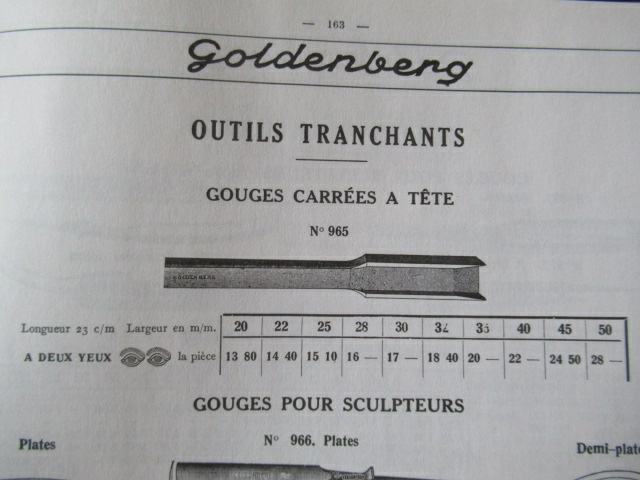 — 163 —
Goldenberg
OUTILS TRANCHANTS
GOUGES CARRÉES A TÊTE
Nº 965
GOLDENBERG
Longueur 23 c/m Largeur en m/m. 20 22 25 28 30 32 35 40 45 50
A DEUX YEUX la pièce 13 80 14 40 15 10 16 — 17 — 18 40 20 — 22 — 24 50 28 —
GOUGES POUR SCULPTEURS
Plates Nº 966. Plates Demi-plate